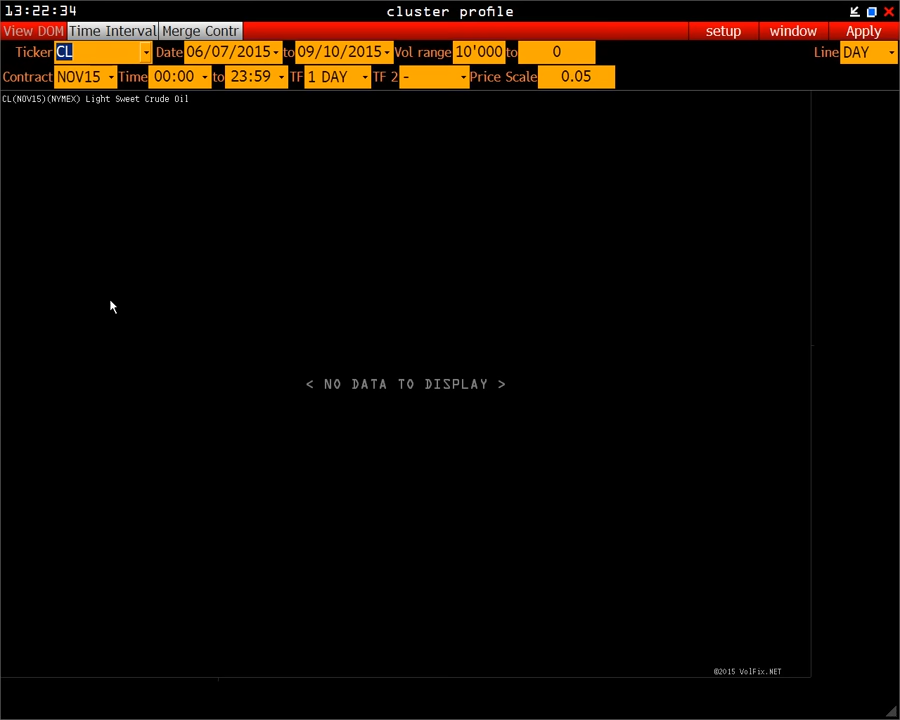 13:22:34 cluster profile
View DOM Time Interval Merge Contr setup window Apply
Ticker CL Date 06/07/2015 to 09/10/2015 Vol range 10'000 to 0 Line DAY
Contract NOV15 Time 00:00 to 23:59 TF 1 DAY TF 2 - Price Scale 0.05
CL(NOV15)(NYMEX) Light Sweet Crude Oil
< NO DATA TO DISPLAY >
©2015 VolFix.NET